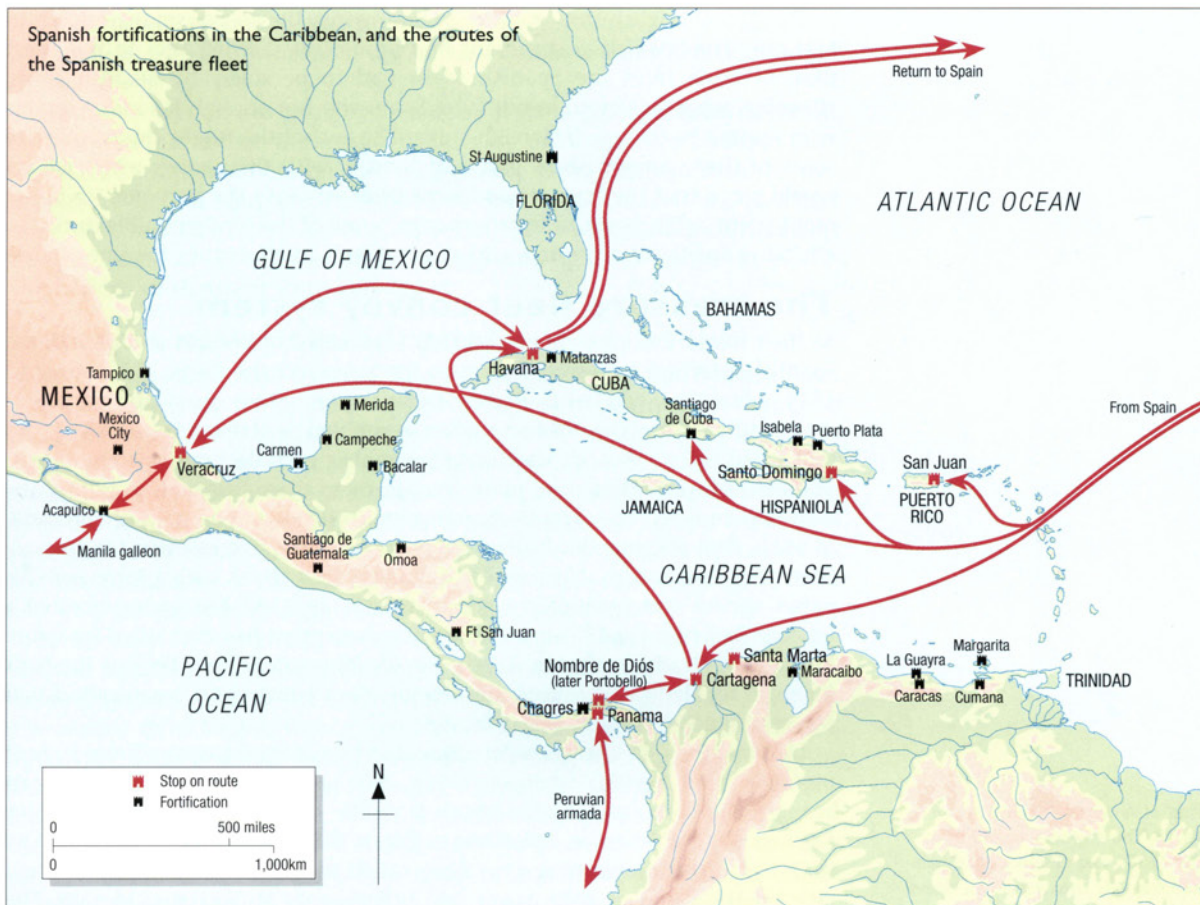 Spanish fortifications in the Caribbean, and the routes of
the Spanish treasure fleet
Return to Spain
St Augustine
FLORIDA
ATLANTIC OCEAN
GULF OF MEXICO
BAHAMAS
Havana
Matanzas
CUBA
Tampico
MEXICO
Mexico
City
Merida
Santiago
de Cuba
Isabela
Puerto Plata
From Spain
Campeche
Carmen
Veracruz
Bacalar
Santo Domingo
San Juan
PUERTO
RICO
JAMAICA
HISPANIOLA
Acapulco
Manila galleon
Santiago de
Guatemala
Omoa
CARIBBEAN SEA
Ft San Juan
PACIFIC
OCEAN
Nombre de Diós
(later Portobello)
Santa Marta
Cartagena
Maracaibo
La Guayra
Caracas
Margarita
Cumana
TRINIDAD
Chagres
Panama
Peruvian
armada
Stop on route
Fortification
0
500 miles
0
1,000km
N